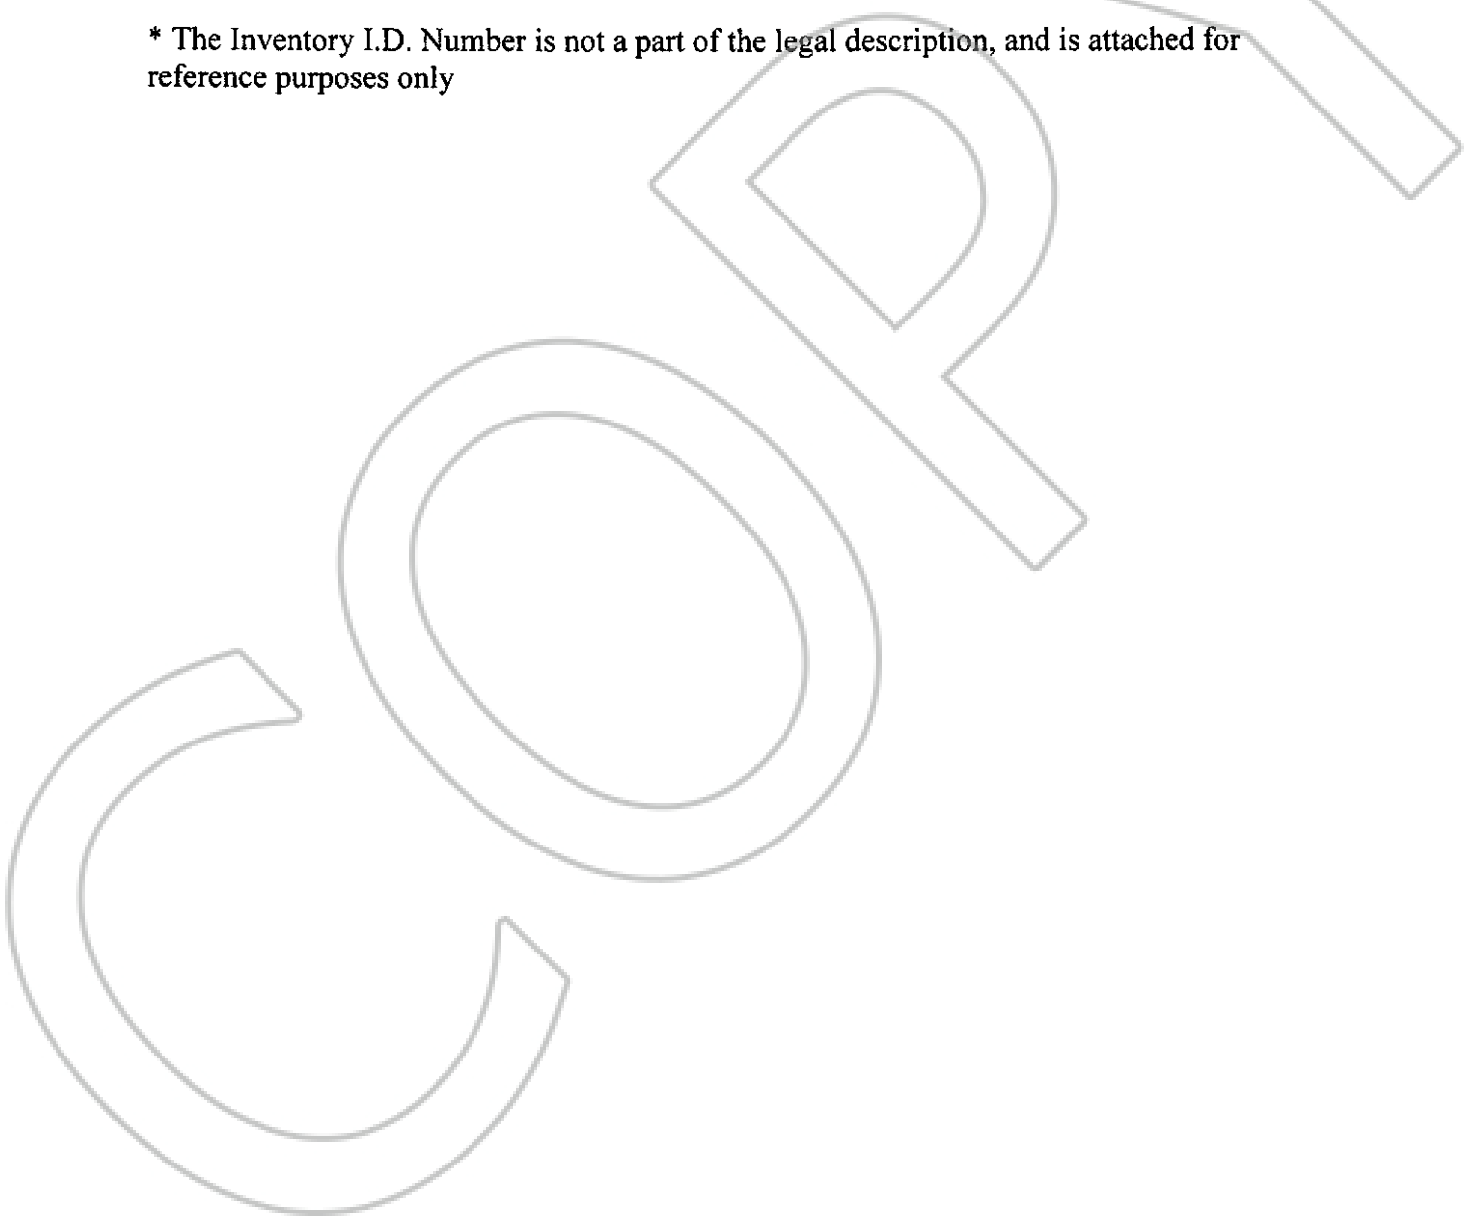 * The Inventory I.D. Number is not a part of the legal description, and is attached for
reference purposes only
COPY